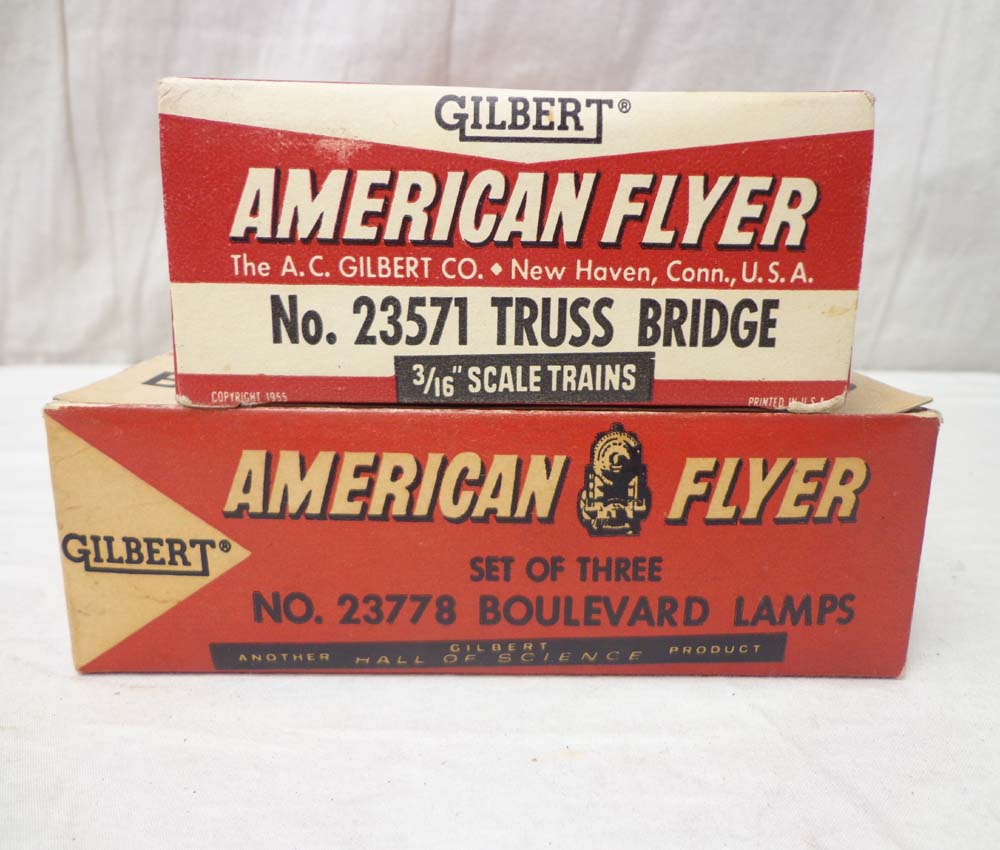 GILBERT®
AMERICAN FLYER
The A.C. GILBERT CO. ♦ New Haven, Conn., U.S.A.
No. 23571 TRUSS BRIDGE
3/16" SCALE TRAINS
COPYRIGHT 1955
PRINTED IN U.S.A.
AMERICAN FLYER
GILBERT®
SET OF THREE
NO. 23778 BOULEVARD LAMPS
ANOTHER GILBERT HALL OF SCIENCE PRODUCT